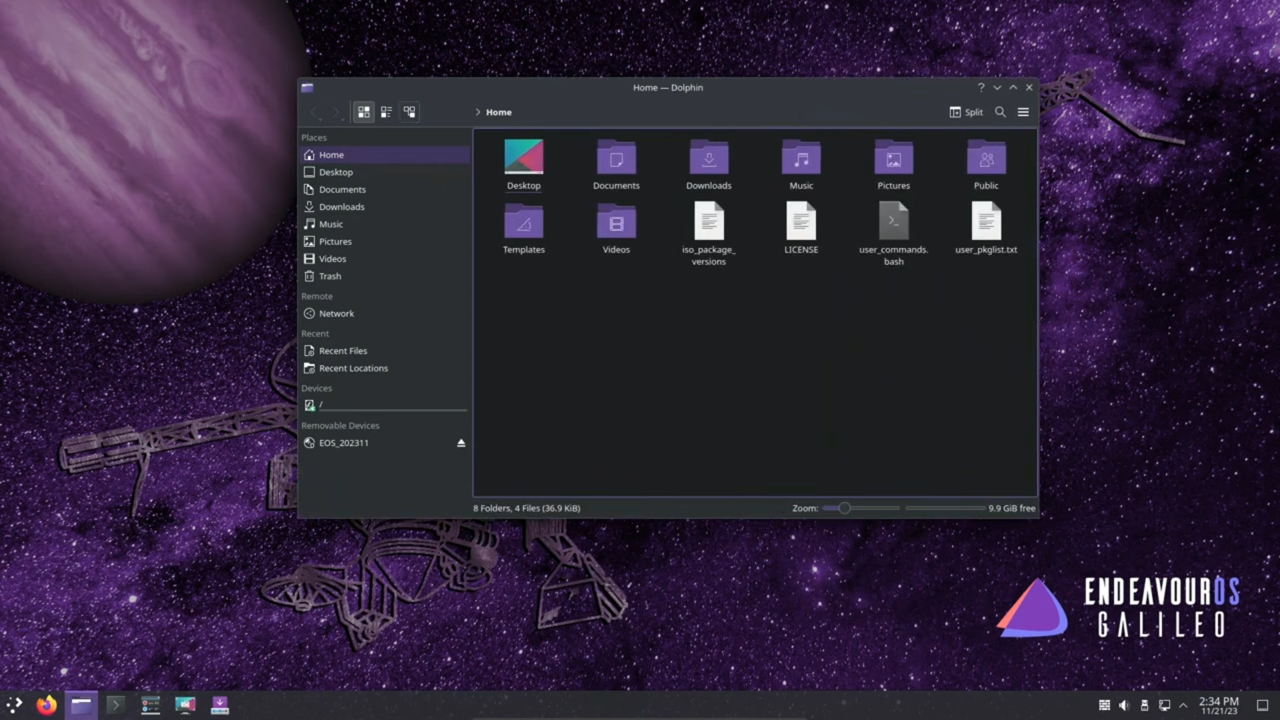 Home — Dolphin
Home
Split
Places
Home
Desktop
Documents
Downloads
Music
Pictures
Videos
Trash
Remote
Network
Recent
Recent Files
Recent Locations
Devices
/
Removable Devices
EOS_202311
Desktop
Documents
Downloads
Music
Pictures
Public
Templates
Videos
iso_package_
versions
LICENSE
user_commands.
bash
user_pkglist.txt
8 Folders, 4 Files (36.9 KiB)
Zoom:
9.9 GiB free
ENDEAVOUROS
GALILEO
2:34 PM
11/21/23